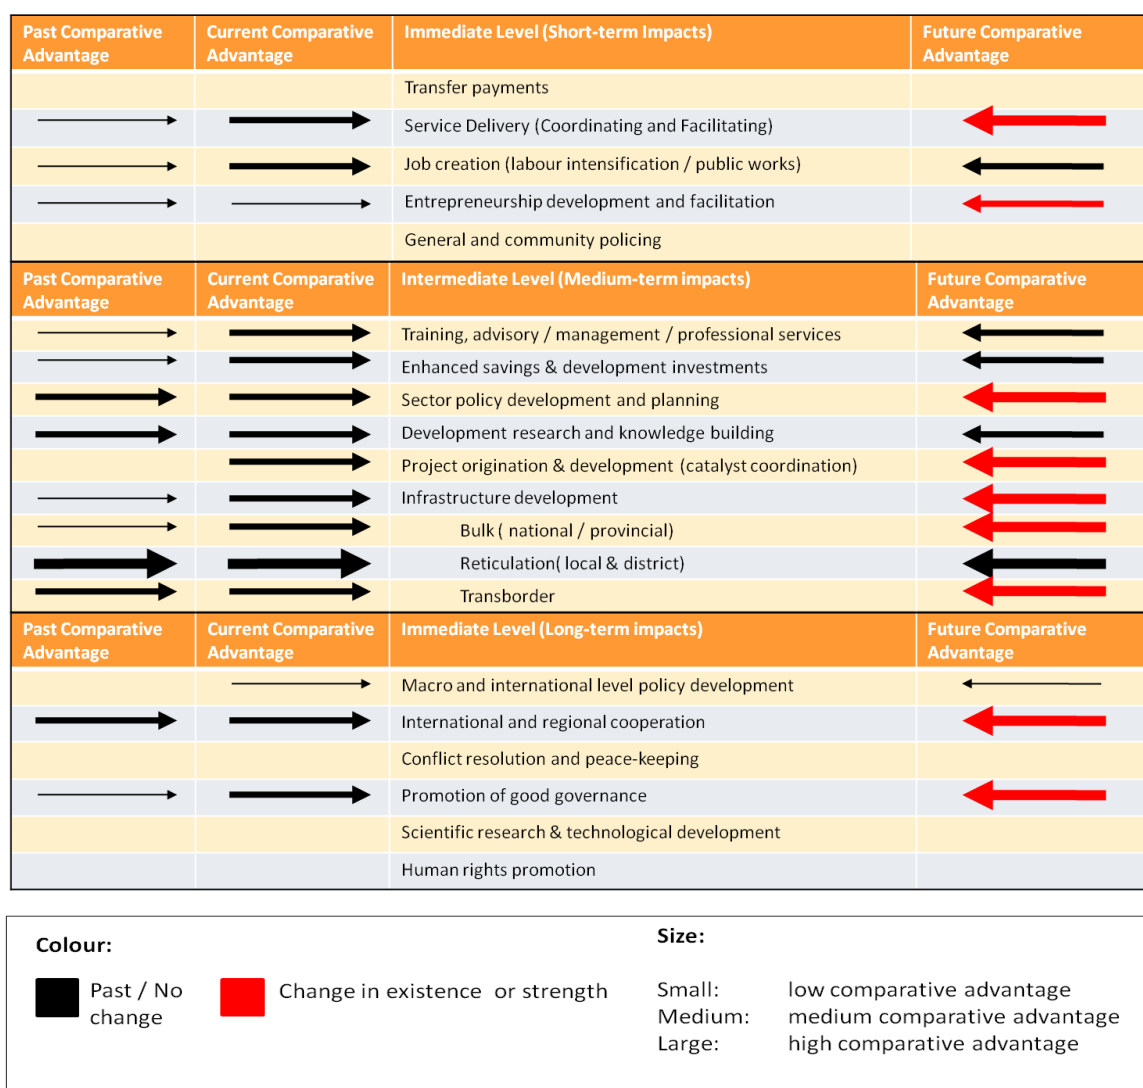 Past Comparative Advantage
Current Comparative Advantage
Immediate Level (Short-term Impacts)
Future Comparative Advantage
Transfer payments
Service Delivery (Coordinating and Facilitating)
Job creation (labour intensification / public works)
Entrepreneurship development and facilitation
General and community policing
Past Comparative Advantage
Current Comparative Advantage
Intermediate Level (Medium-term impacts)
Future Comparative Advantage
Training, advisory / management / professional services
Enhanced savings & development investments
Sector policy development and planning
Development research and knowledge building
Project origination & development (catalyst coordination)
Infrastructure development
Bulk ( national / provincial)
Reticulation( local & district)
Transborder
Past Comparative Advantage
Current Comparative Advantage
Immediate Level (Long-term impacts)
Future Comparative Advantage
Macro and international level policy development
International and regional cooperation
Conflict resolution and peace-keeping
Promotion of good governance
Scientific research & technological development
Human rights promotion
Colour:
Past / No change
Change in existence or strength
Size:
Small: low comparative advantage
Medium: medium comparative advantage
Large: high comparative advantage